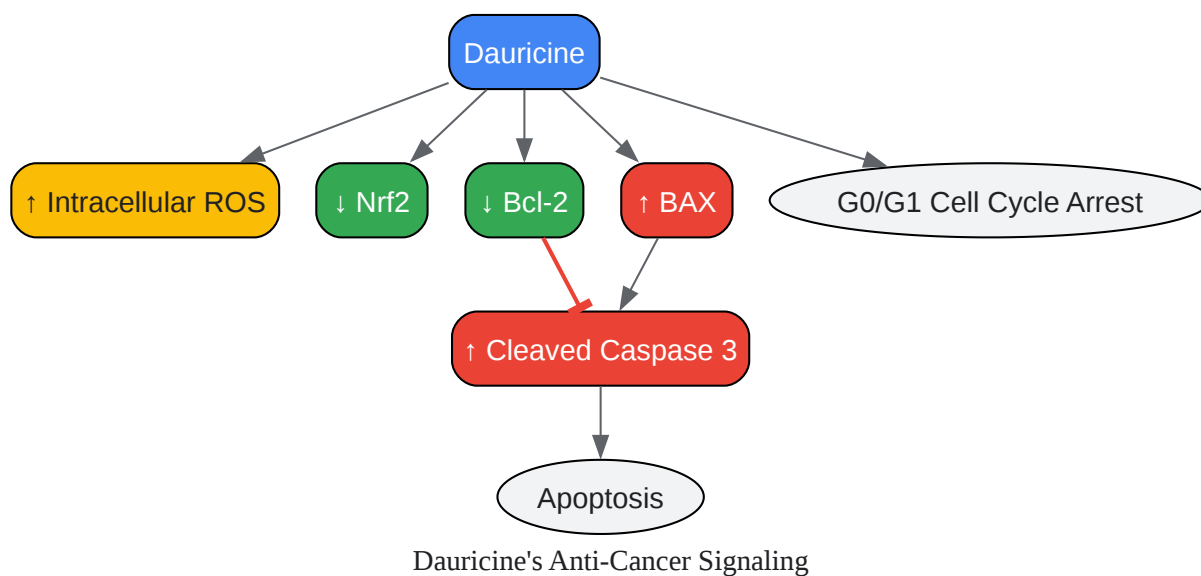 Dauricine
↑ Intracellular ROS
↓ Nrf2
↓ Bcl-2
↑ BAX
G0/G1 Cell Cycle Arrest
↑ Cleaved Caspase 3
Apoptosis
Dauricine's Anti-Cancer Signaling